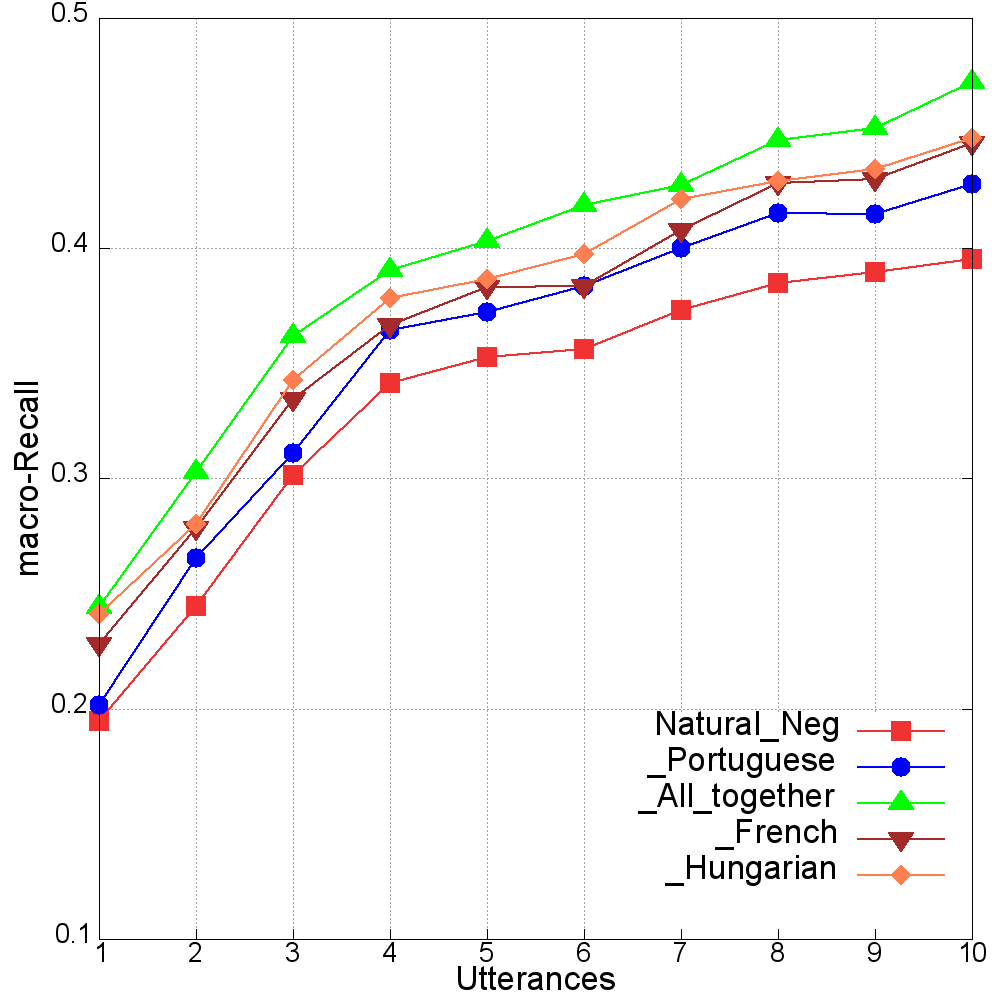 0.5
0.4
0.3
0.2
0.1
macro-Recall
Natural_Neg
_Portuguese
_All_together
_French
_Hungarian
1 2 3 4 5 6 7 8 9 10
Utterances